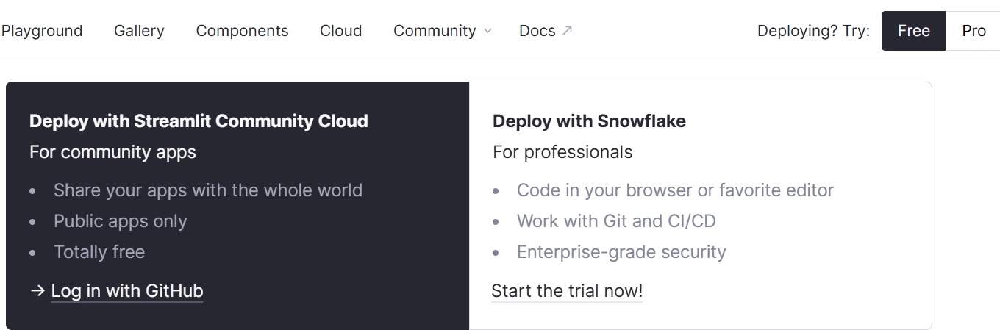 Playground Gallery Components Cloud Community Docs ↗ Deploying? Try: Free Pro
Deploy with Streamlit Community Cloud
For community apps
• Share your apps with the whole world
• Public apps only
• Totally free
→ Log in with GitHub
Deploy with Snowflake
For professionals
• Code in your browser or favorite editor
• Work with Git and CI/CD
• Enterprise-grade security
Start the trial now!